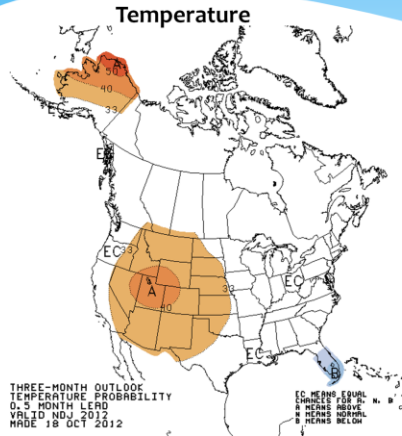 Temperature
A
50
40
33
EC
E
EC
33
A
40
33
EC
EC
B
THREE-MONTH OUTLOOK
TEMPERATURE PROBABILITY
0.5 MONTH LEAD
VALID NDJ 2012
MADE 18 OCT 2012
EC MEANS EQUAL
CHANCES FOR A, N, B
A MEANS ABOVE
N MEANS NORMAL
B MEANS BELOW